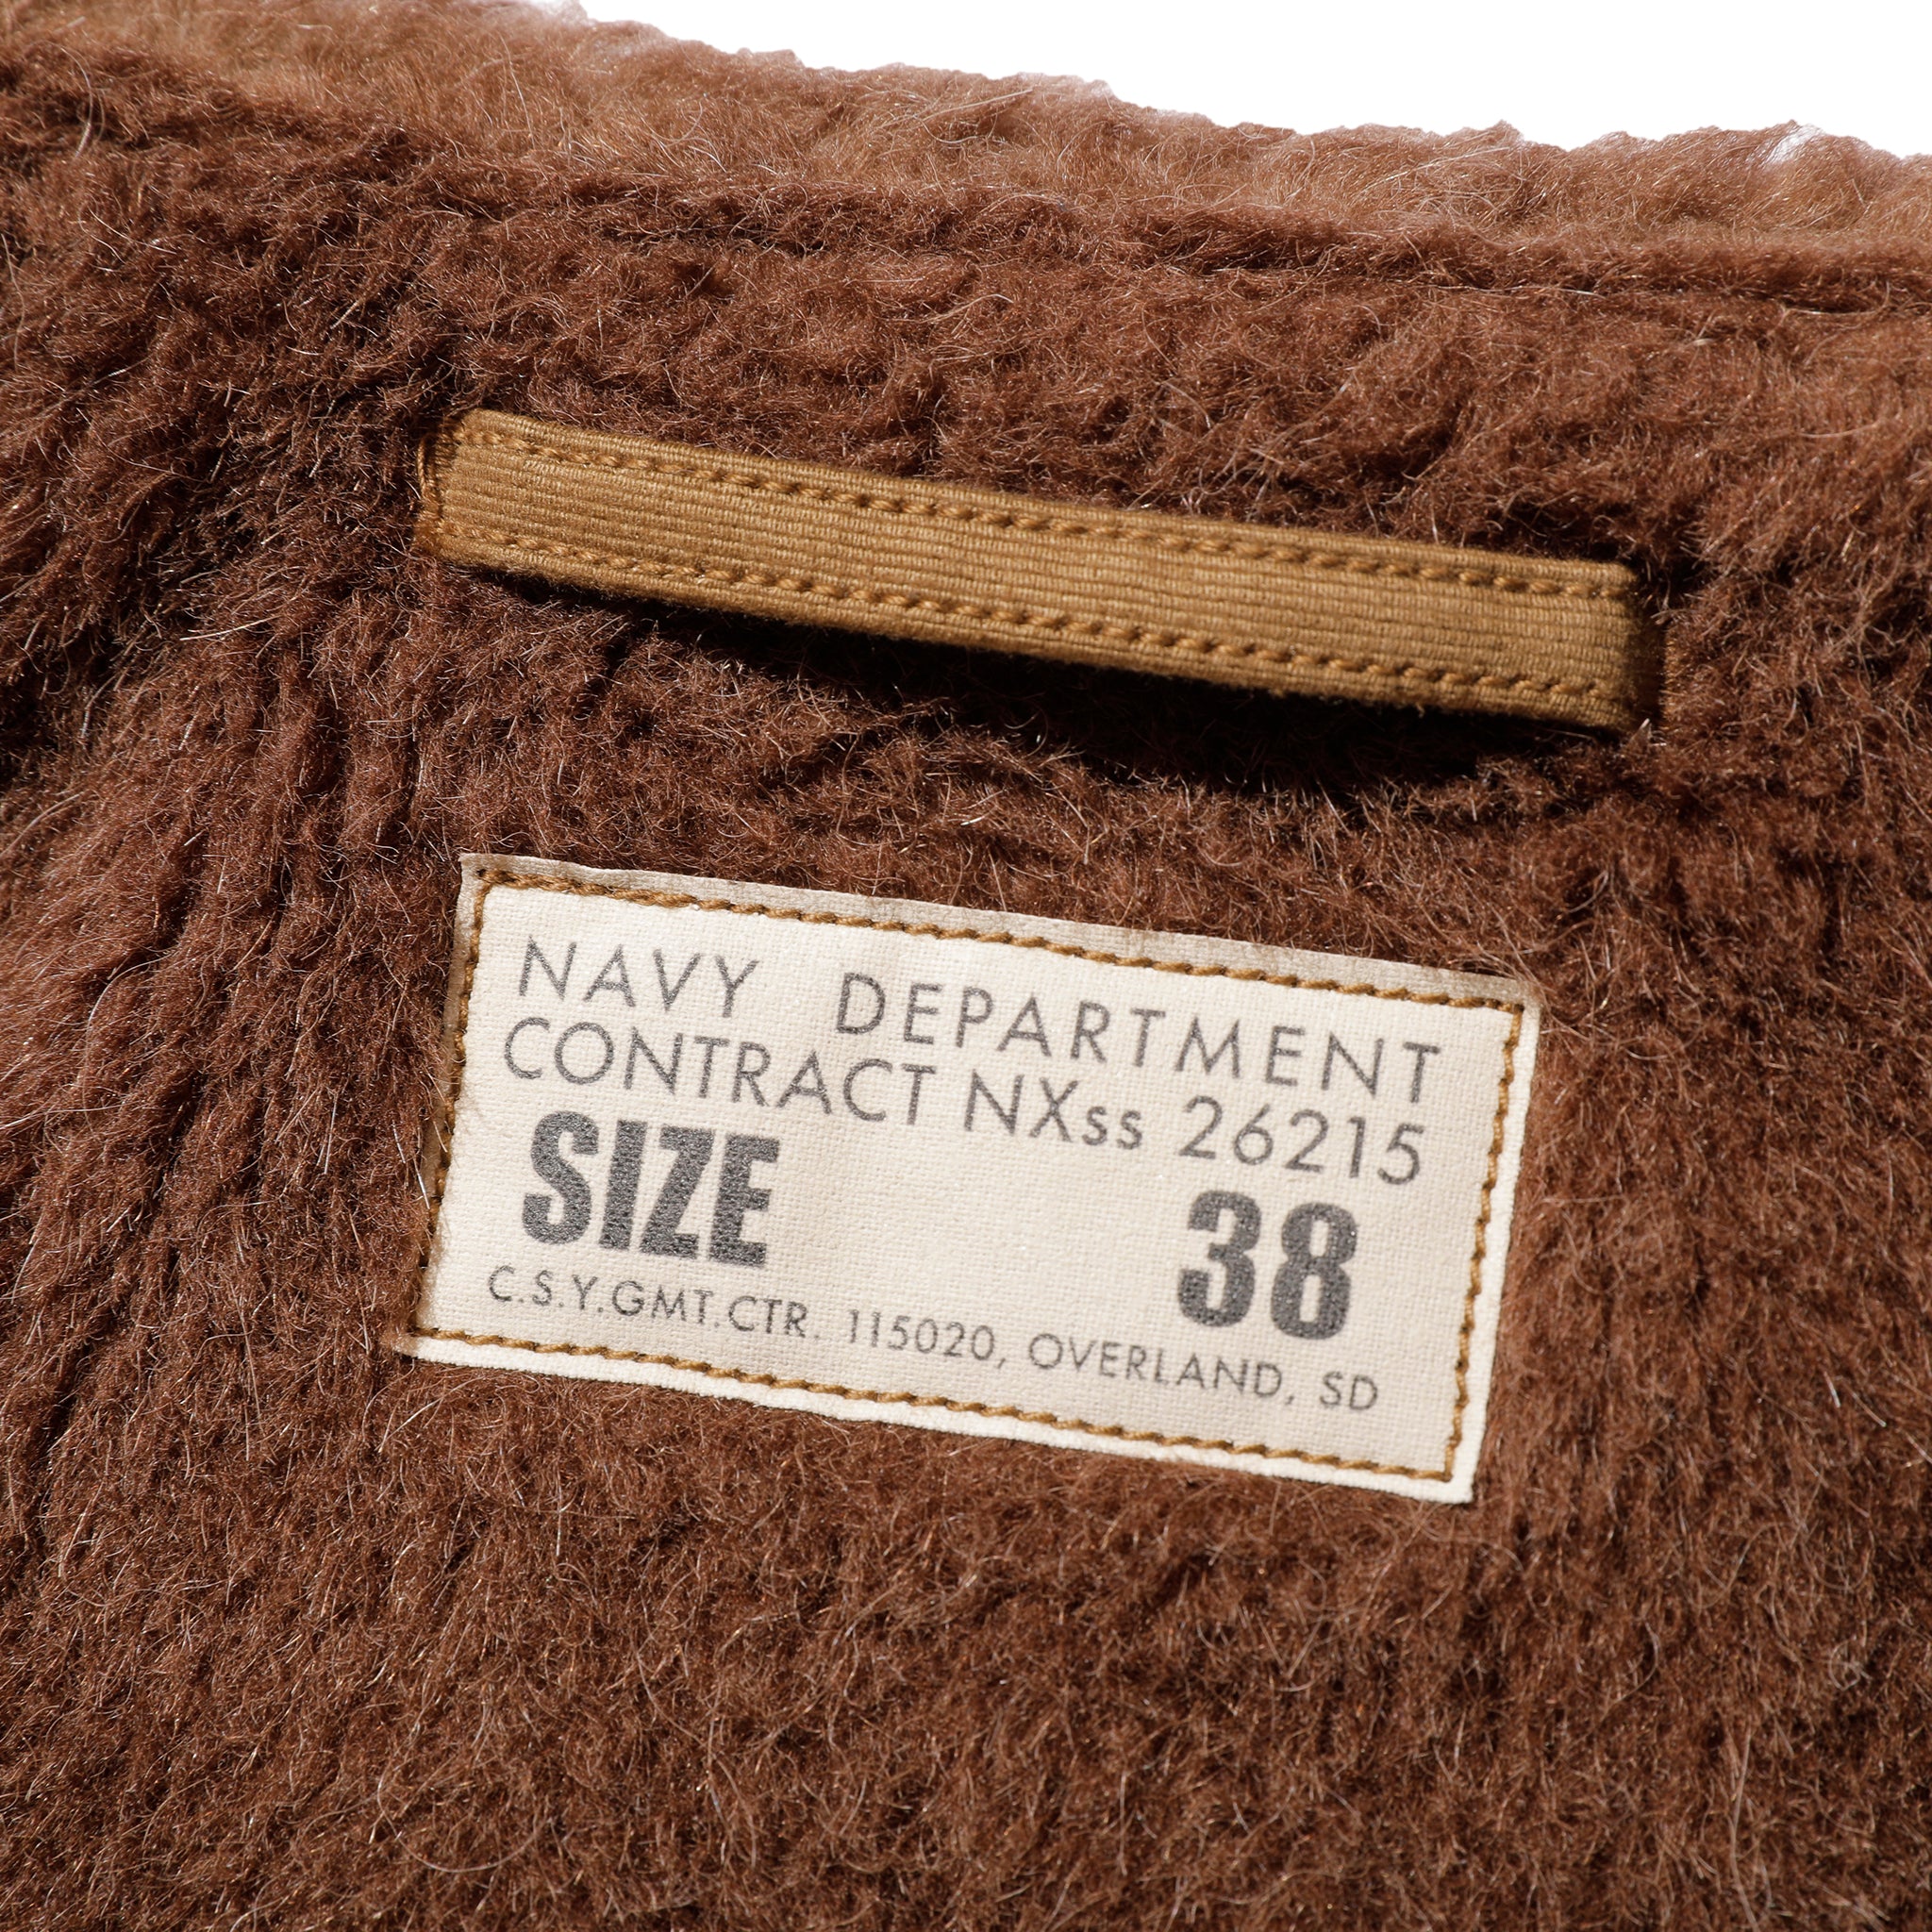 NAVY DEPARTMENT
CONTRACT NXss 26215
SIZE 38
C.S.Y.GMT.CTR. 115020, OVERLAND, SD